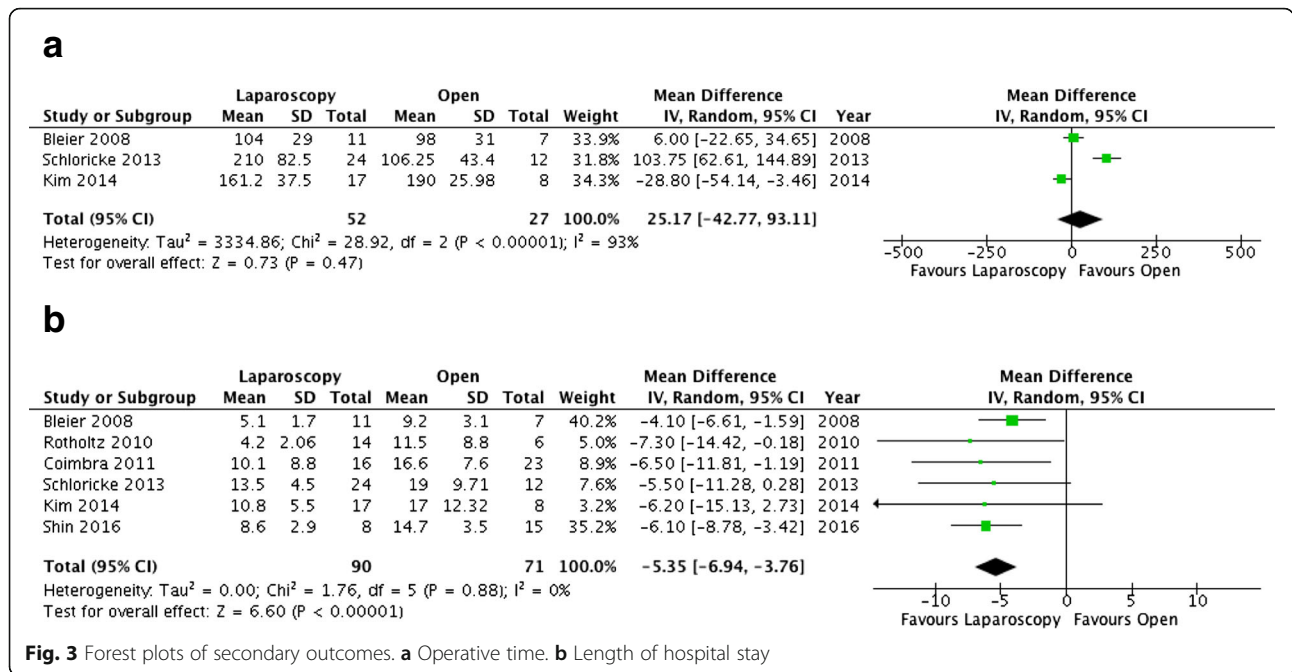 a
Laparoscopy Open Mean Difference Mean Difference
Study or Subgroup Mean SD Total Mean SD Total Weight IV, Random, 95% CI Year IV, Random, 95% CI
Bleier 2008 104 29 11 98 31 7 33.9% 6.00 [-22.65, 34.65] 2008
Schloricke 2013 210 82.5 24 106.25 43.4 12 31.8% 103.75 [62.61, 144.89] 2013
Kim 2014 161.2 37.5 17 190 25.98 8 34.3% -28.80 [-54.14, -3.46] 2014
Total (95% CI) 52 27 100.0% 25.17 [-42.77, 93.11]
Heterogeneity: Tau² = 3334.86; Chi² = 28.92, df = 2 (P < 0.00001); I² = 93%
Test for overall effect: Z = 0.73 (P = 0.47)
-500 -250 0 250 500
Favours Laparoscopy Favours Open
b
Laparoscopy Open Mean Difference Mean Difference
Study or Subgroup Mean SD Total Mean SD Total Weight IV, Random, 95% CI Year IV, Random, 95% CI
Bleier 2008 5.1 1.7 11 9.2 3.1 7 40.2% -4.10 [-6.61, -1.59] 2008
Rotholtz 2010 4.2 2.06 14 11.5 8.8 6 5.0% -7.30 [-14.42, -0.18] 2010
Coimbra 2011 10.1 8.8 16 16.6 7.6 23 8.9% -6.50 [-11.81, -1.19] 2011
Schloricke 2013 13.5 4.5 24 19 9.71 12 7.6% -5.50 [-11.28, 0.28] 2013
Kim 2014 10.8 5.5 17 17 12.32 8 3.2% -6.20 [-15.13, 2.73] 2014
Shin 2016 8.6 2.9 8 14.7 3.5 15 35.2% -6.10 [-8.78, -3.42] 2016
Total (95% CI) 90 71 100.0% -5.35 [-6.94, -3.76]
Heterogeneity: Tau² = 0.00; Chi² = 1.76, df = 5 (P = 0.88); I² = 0%
Test for overall effect: Z = 6.60 (P < 0.00001)
-10 -5 0 5 10
Favours Laparoscopy Favours Open
Fig. 3 Forest plots of secondary outcomes. a Operative time. b Length of hospital stay